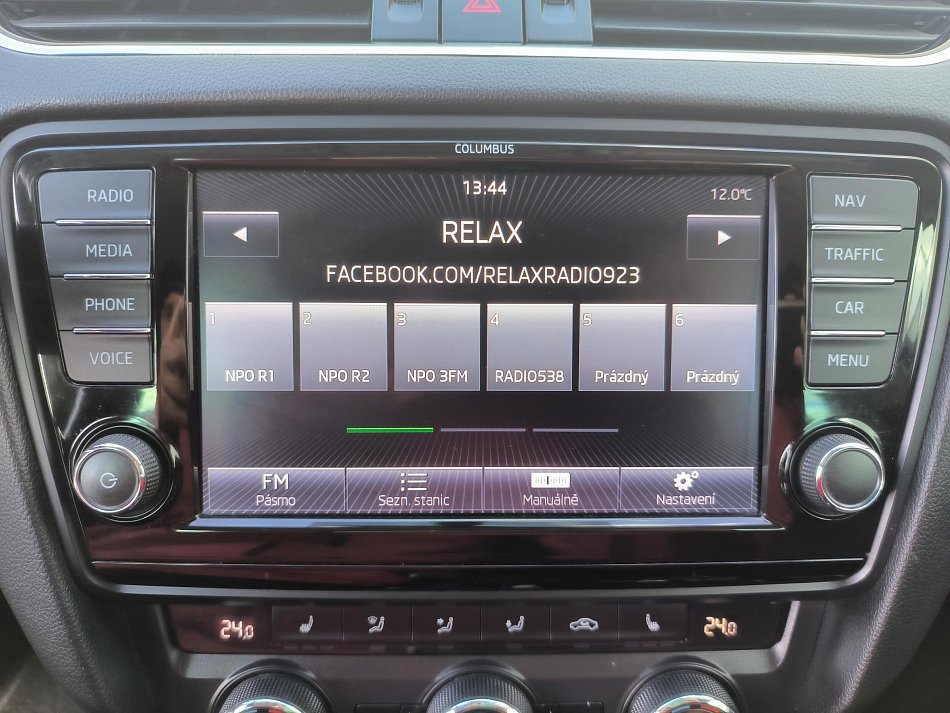 COLUMBUS
RADIO
MEDIA
PHONE
VOICE
13:44
12.0°C
RELAX
FACEBOOK.COM/RELAXRADIO923
1 2 3 4 5 6
NPO R1 NPO R2 NPO 3FM RADIO538 Prázdný Prázdný
FM
Pásmo Sezn. stanic Manuálně Nastavení
NAV
TRAFFIC
CAR
MENU
24.0 24.0